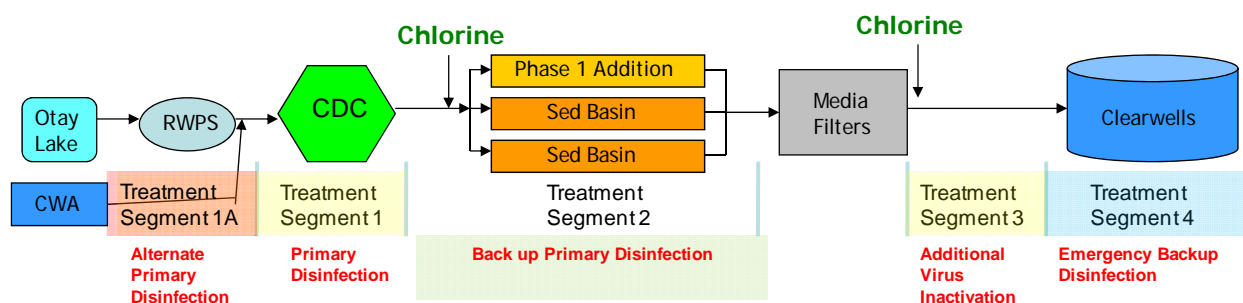 Chlorine
Chlorine
Phase 1 Addition
CDC
Otay
Lake
RWPS
Sed Basin
Media
Filters
Clearwells
Sed Basin
CWA
Treatment
Segment 1A
Treatment
Segment 1
Treatment
Segment 2
Treatment
Segment 3
Treatment
Segment 4
Alternate
Primary
Disinfection
Primary
Disinfection
Back up Primary Disinfection
Additional
Virus
Inactivation
Emergency Backup
Disinfection